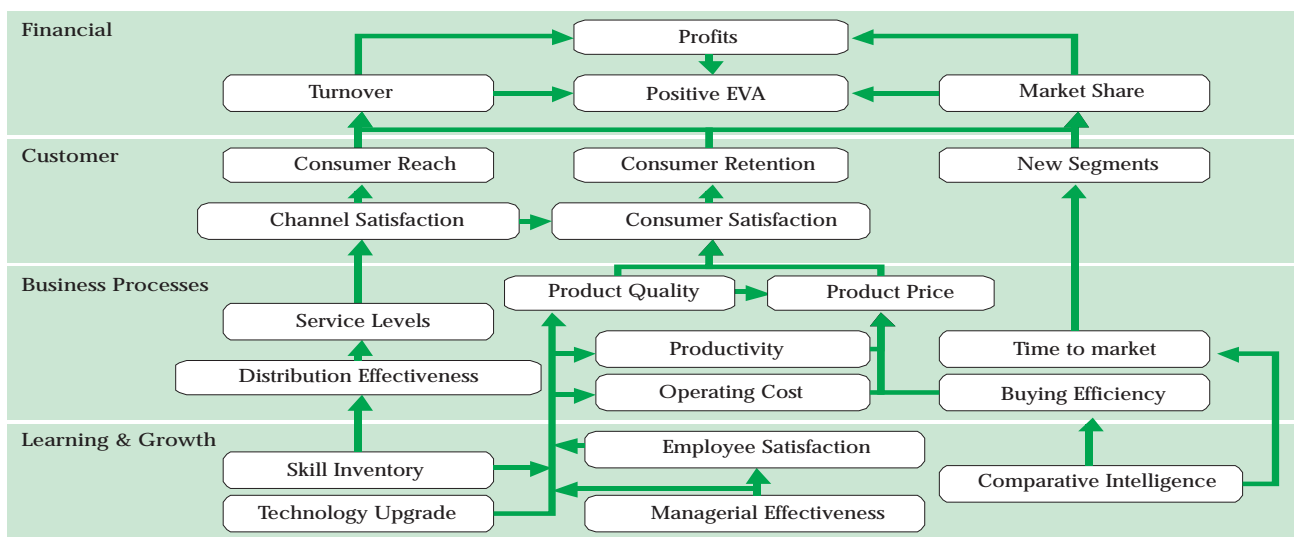 Financial
Profits
Turnover
Positive EVA
Market Share
Customer
Consumer Reach
Consumer Retention
New Segments
Channel Satisfaction
Consumer Satisfaction
Business Processes
Product Quality
Product Price
Service Levels
Productivity
Time to market
Distribution Effectiveness
Operating Cost
Buying Efficiency
Learning & Growth
Employee Satisfaction
Skill Inventory
Comparative Intelligence
Technology Upgrade
Managerial Effectiveness